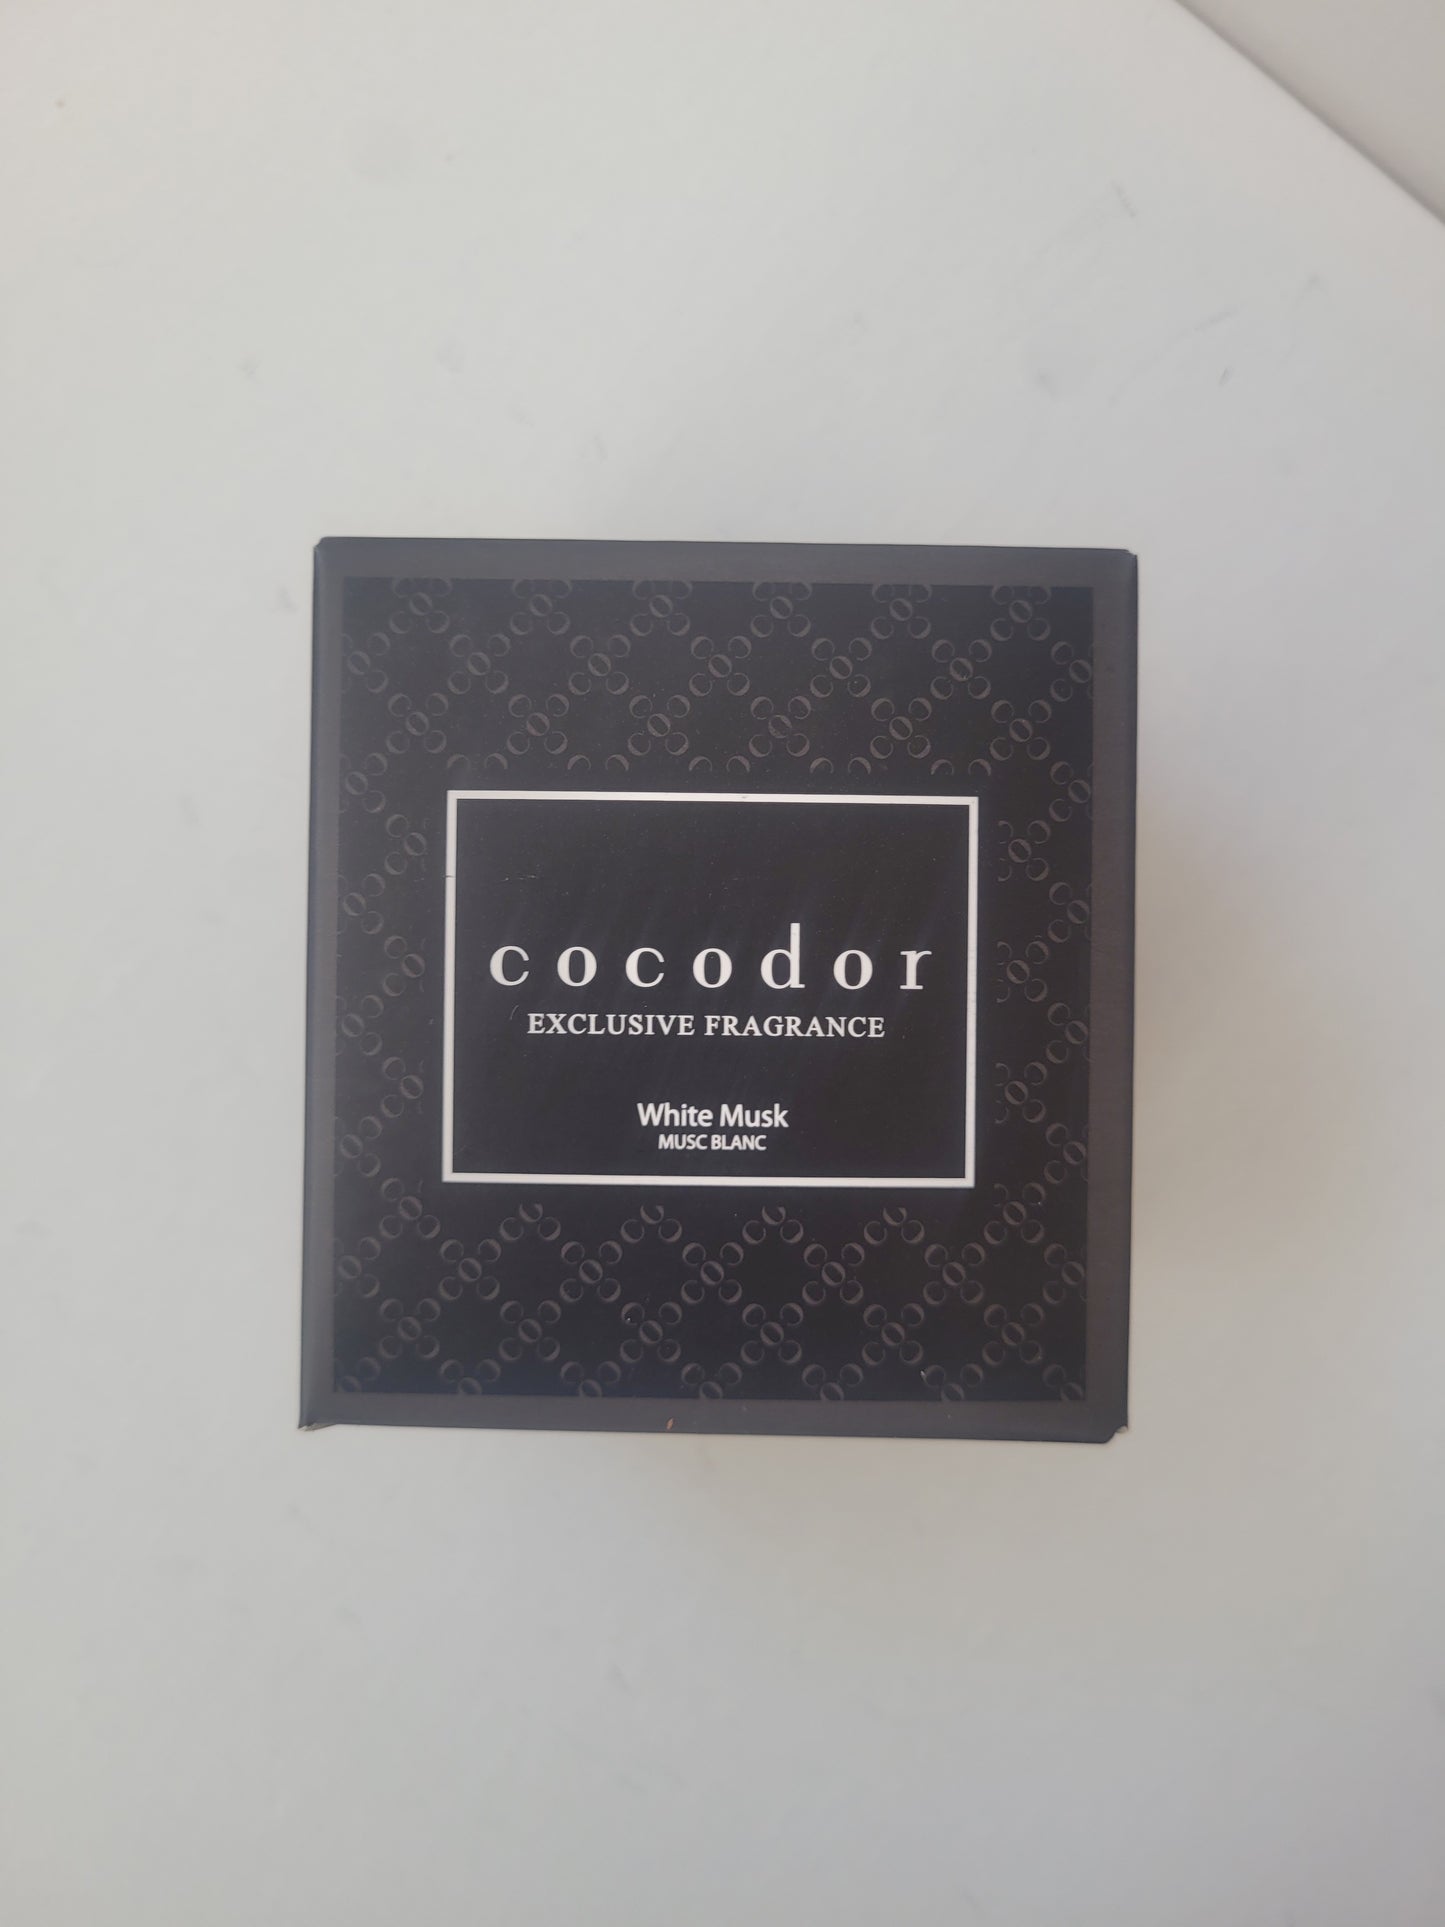 cocodor
EXCLUSIVE FRAGRANCE
White Musk
MUSC BLANC